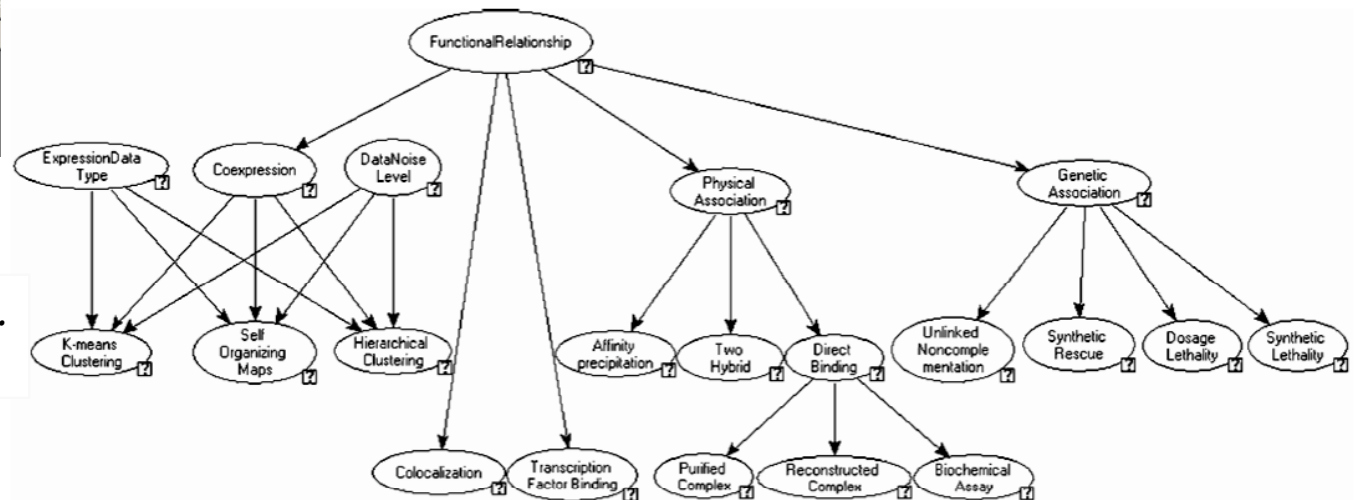 FunctionalRelationship
?
ExpressionData
Type
?
Coexpression
?
DataNoise
Level
?
Physical
Association
?
Genetic
Association
?
K-means
Clustering
?
Self
Organizing
Maps
?
Hierarchical
Clustering
?
Affinity
precipitation
?
Two
Hybrid
?
Direct
Binding
?
Unlinked
Noncomple
mentation
?
Synthetic
Rescue
?
Dosage
Lethality
?
Synthetic
Lethality
?
.
Colocalization
?
Transcription
Factor Binding
?
Purified
Complex
?
Reconstructed
Complex
?
Biochemical
Assay
?